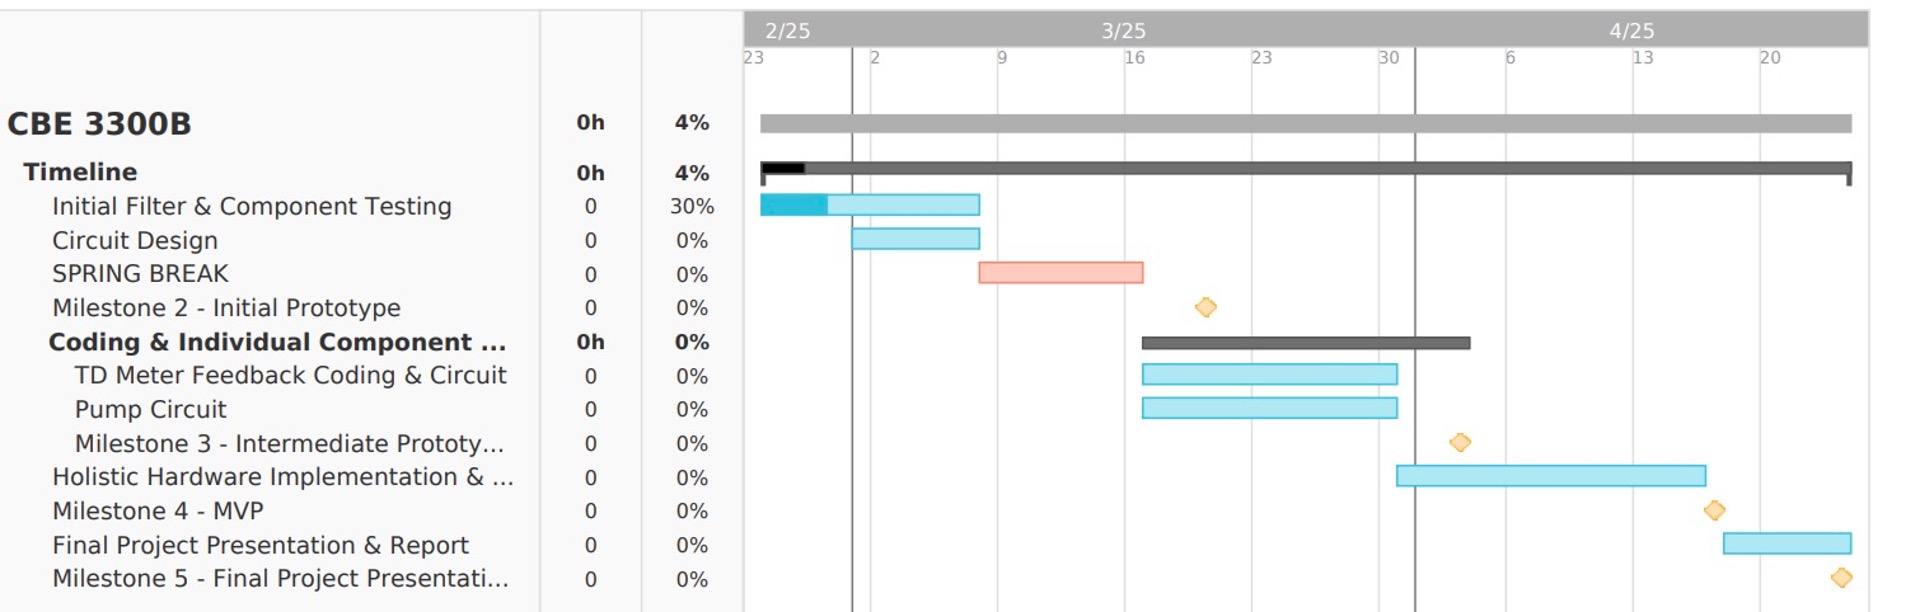 2/25 3/25 4/25
23 2 9 16 23 30 6 13 20
CBE 3300B 0h 4%
Timeline 0h 4%
Initial Filter & Component Testing 0 30%
Circuit Design 0 0%
SPRING BREAK 0 0%
Milestone 2 - Initial Prototype 0 0%
Coding & Individual Component ... 0h 0%
TD Meter Feedback Coding & Circuit 0 0%
Pump Circuit 0 0%
Milestone 3 - Intermediate Prototy... 0 0%
Holistic Hardware Implementation & ... 0 0%
Milestone 4 - MVP 0 0%
Final Project Presentation & Report 0 0%
Milestone 5 - Final Project Presentati... 0 0%